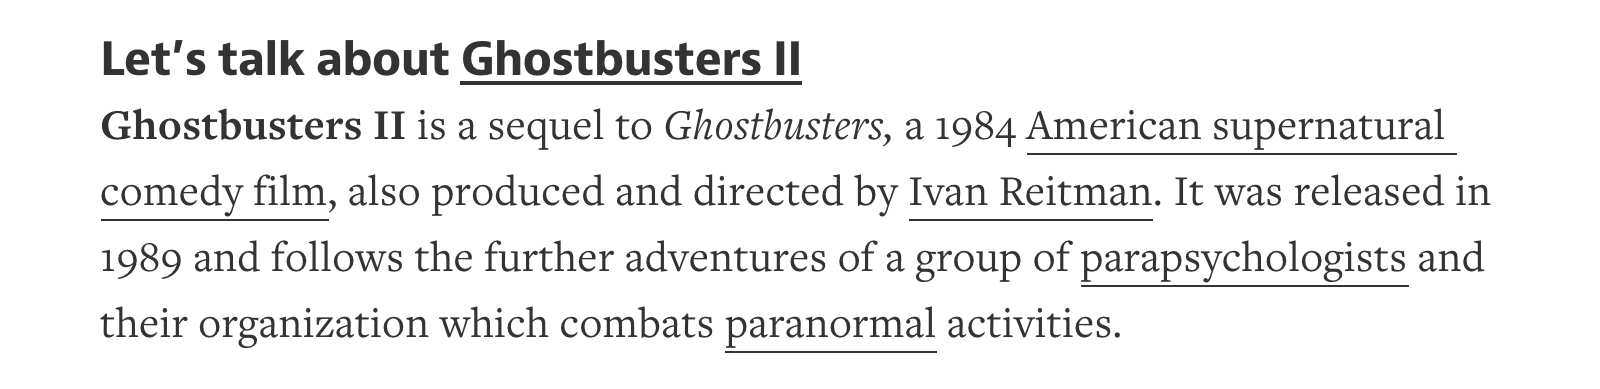 Let’s talk about Ghostbusters II
Ghostbusters II is a sequel to Ghostbusters, a 1984 American supernatural
comedy film, also produced and directed by Ivan Reitman. It was released in
1989 and follows the further adventures of a group of parapsychologists and
their organization which combats paranormal activities.